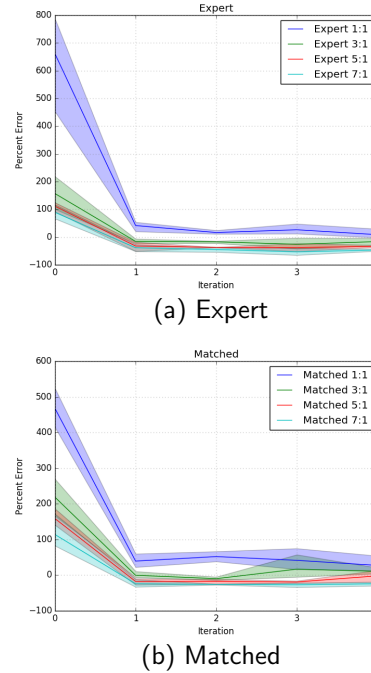 Expert
800
700
600
500
400
300
200
100
0
−100
Percent Error
0
1
2
3
Iteration
Expert 1:1
Expert 3:1
Expert 5:1
Expert 7:1
(a) Expert
Matched
600
500
400
300
200
100
0
−100
Percent Error
0
1
2
3
Iteration
Matched 1:1
Matched 3:1
Matched 5:1
Matched 7:1
(b) Matched